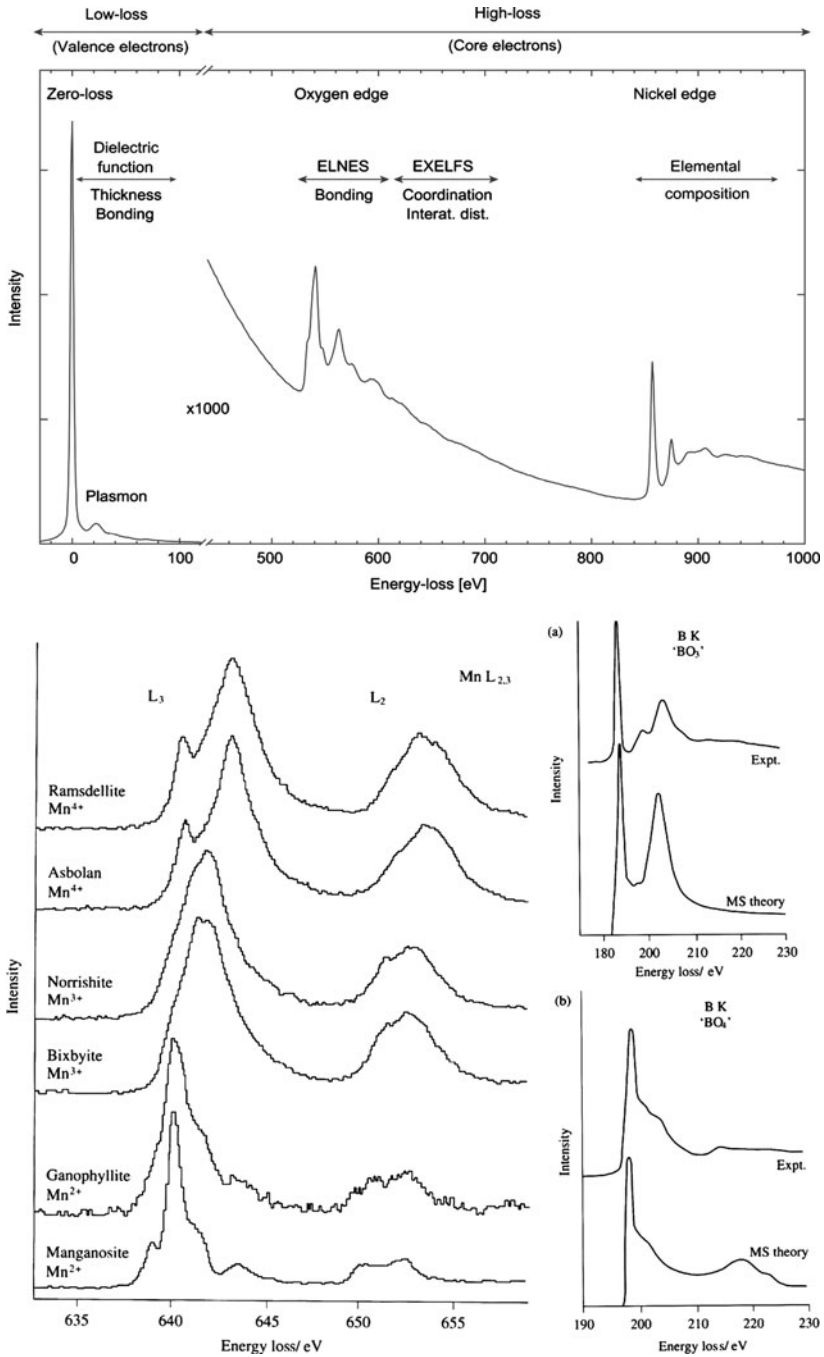 Low-loss
High-loss
(Valence electrons)
(Core electrons)
Zero-loss
Oxygen edge
Nickel edge
Dielectric
function
Thickness
Bonding
ELNES
Bonding
EXELFS
Coordination
Interat. dist.
Elemental
composition
Intensity
x1000
Plasmon
0 100 500 600 700 800 900 1000
Energy-loss [eV]
L₃
L₂
Mn L₂,₃
Ramsdellite
Mn⁴⁺
Asbolan
Mn⁴⁺
Norrishite
Mn³⁺
Bixbyite
Mn³⁺
Ganophyllite
Mn²⁺
Manganosite
Mn²⁺
Intensity
635 640 645 650 655
Energy loss/ eV
(a)
B K
‘BO₃’
Intensity
Expt.
MS theory
180 190 200 210 220 230
Energy loss/ eV
(b)
B K
‘BO₄’
Intensity
Expt.
MS theory
190 200 210 220 230
Energy loss/ eV